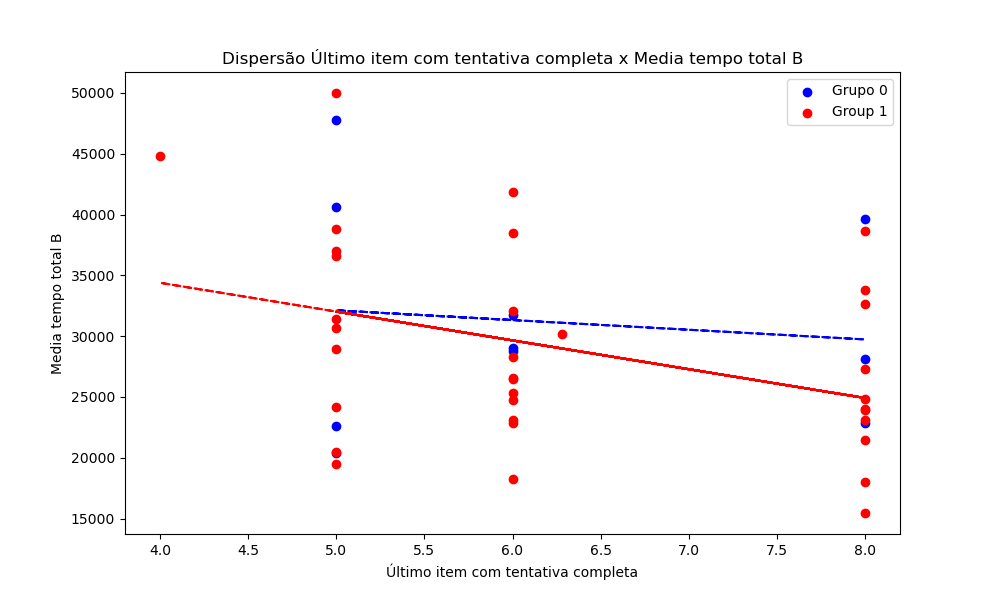 Dispersão Último item com tentativa completa x Media tempo total B
Grupo 0
Group 1
50000
45000
40000
35000
30000
25000
20000
15000
Media tempo total B
4.0 4.5 5.0 5.5 6.0 6.5 7.0 7.5 8.0
Último item com tentativa completa